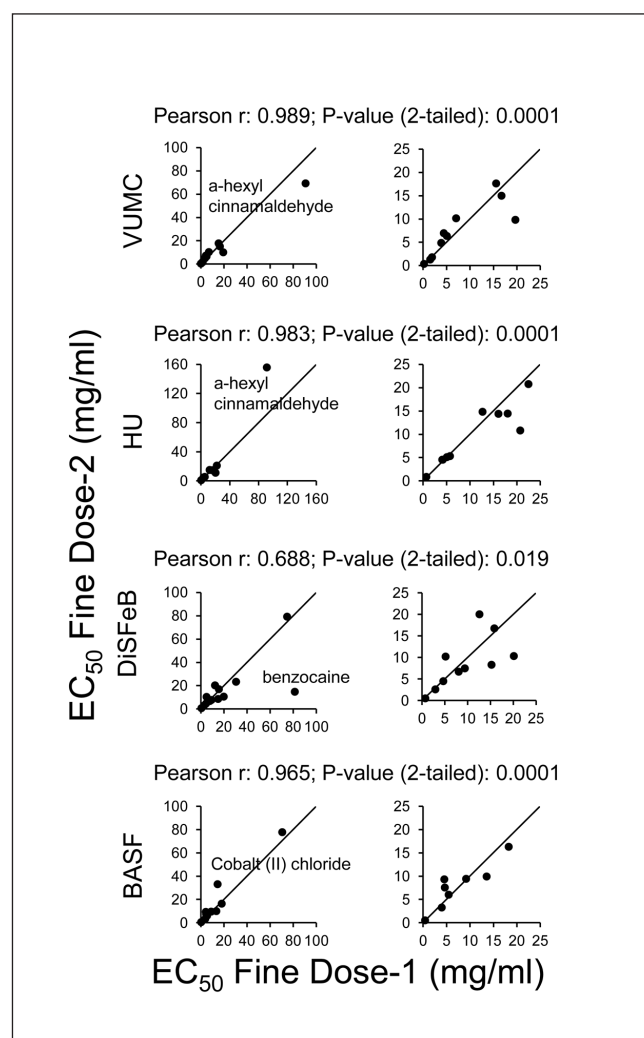 Pearson r: 0.989; P-value (2-tailed): 0.0001
VUMC
100
80
60
40
20
0
a-hexyl
cinnamaldehyde
0 20 40 60 80 100
25
20
15
10
5
0
0 5 10 15 20 25
Pearson r: 0.983; P-value (2-tailed): 0.0001
HU
160
120
80
40
0
a-hexyl
cinnamaldehyde
0 40 80 120 160
25
20
15
10
5
0
0 5 10 15 20 25
EC50 Fine Dose-2 (mg/ml)
Pearson r: 0.688; P-value (2-tailed): 0.019
DiSFeB
100
80
60
40
20
0
benzocaine
0 20 40 60 80 100
25
20
15
10
5
0
0 5 10 15 20 25
Pearson r: 0.965; P-value (2-tailed): 0.0001
BASF
100
80
60
40
20
0
Cobalt (II) chloride
0 20 40 60 80 100
25
20
15
10
5
0
0 5 10 15 20 25
EC50 Fine Dose-1 (mg/ml)